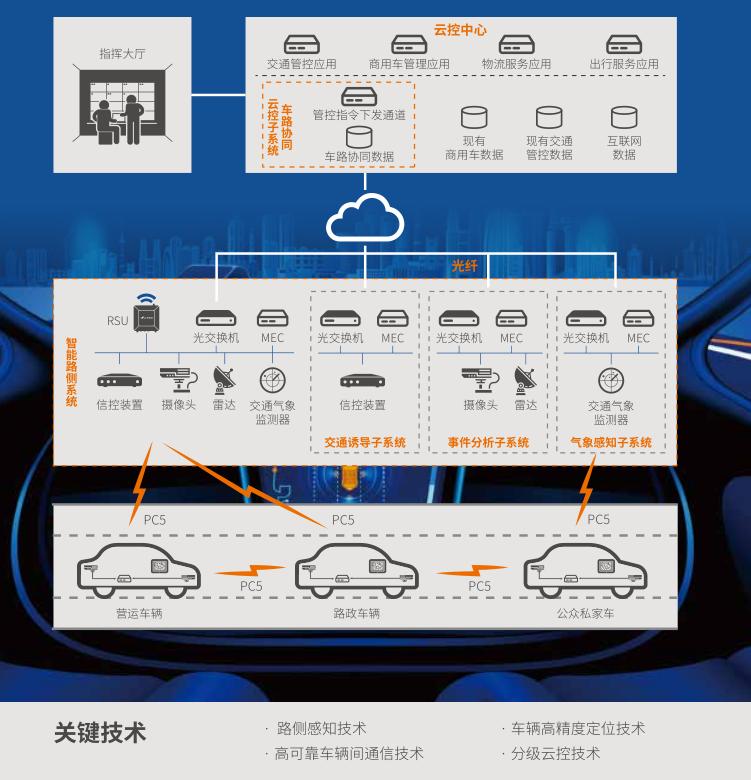 指挥大厅
云控中心
交通管控应用
商用车管理应用
物流服务应用
出行服务应用
车路协同
云控子系统
管控指令下发通道
车路协同数据
现有
商用车数据
现有交通
管控数据
互联网
数据
光纤
智能路侧系统
RSU
光交换机
MEC
信控装置
摄像头
雷达
交通气象
监测器
光交换机
MEC
信控装置
交通诱导子系统
光交换机
MEC
摄像头
雷达
事件分析子系统
光交换机
MEC
交通气象
监测器
气象感知子系统
PC5
PC5
PC5
PC5
PC5
营运车辆
路政车辆
公众私家车
关键技术
· 路侧感知技术
· 高可靠车辆间通信技术
· 车辆高精度定位技术
· 分级云控技术